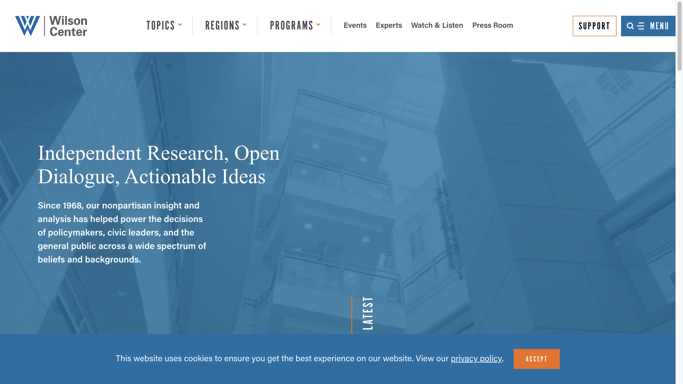 Wilson
Center
TOPICS
REGIONS
PROGRAMS
Events
Experts
Watch & Listen
Press Room
SUPPORT
MENU
Independent Research, Open
Dialogue, Actionable Ideas
Since 1968, our nonpartisan insight and
analysis has helped power the decisions
of policymakers, civic leaders, and the
general public across a wide spectrum of
beliefs and backgrounds.
LATEST
This website uses cookies to ensure you get the best experience on our website. View our privacy policy.
ACCEPT